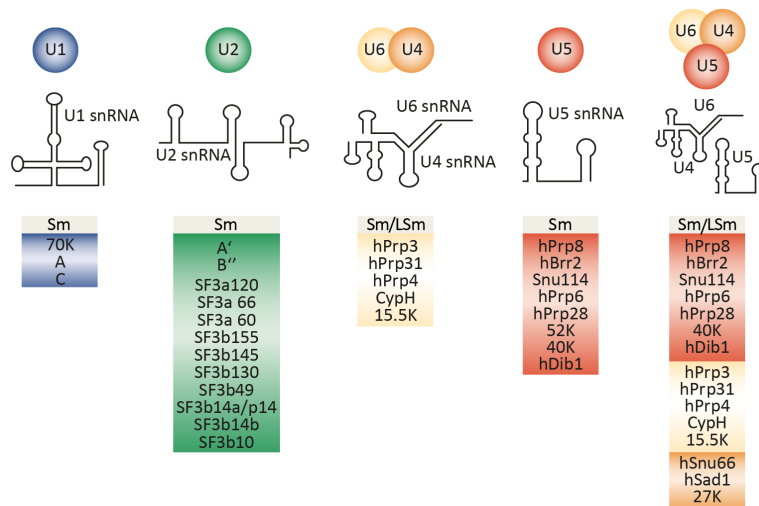 U1
U2
U6
U4
U5
U6
U4
U5
U1 snRNA
U2 snRNA
U6 snRNA
U4 snRNA
U5 snRNA
U6
U4
U5
Sm
70K
A
C
Sm
A′
B′′
SF3a120
SF3a 66
SF3a 60
SF3b155
SF3b145
SF3b130
SF3b49
SF3b14a/p14
SF3b14b
SF3b10
Sm/LSm
hPrp3
hPrp31
hPrp4
CypH
15.5K
Sm
hPrp8
hBrr2
Snu114
hPrp6
hPrp28
52K
40K
hDib1
Sm/LSm
hPrp8
hBrr2
Snu114
hPrp6
hPrp28
40K
hDib1
hPrp3
hPrp31
hPrp4
CypH
15.5K
hSnu66
hSad1
27K